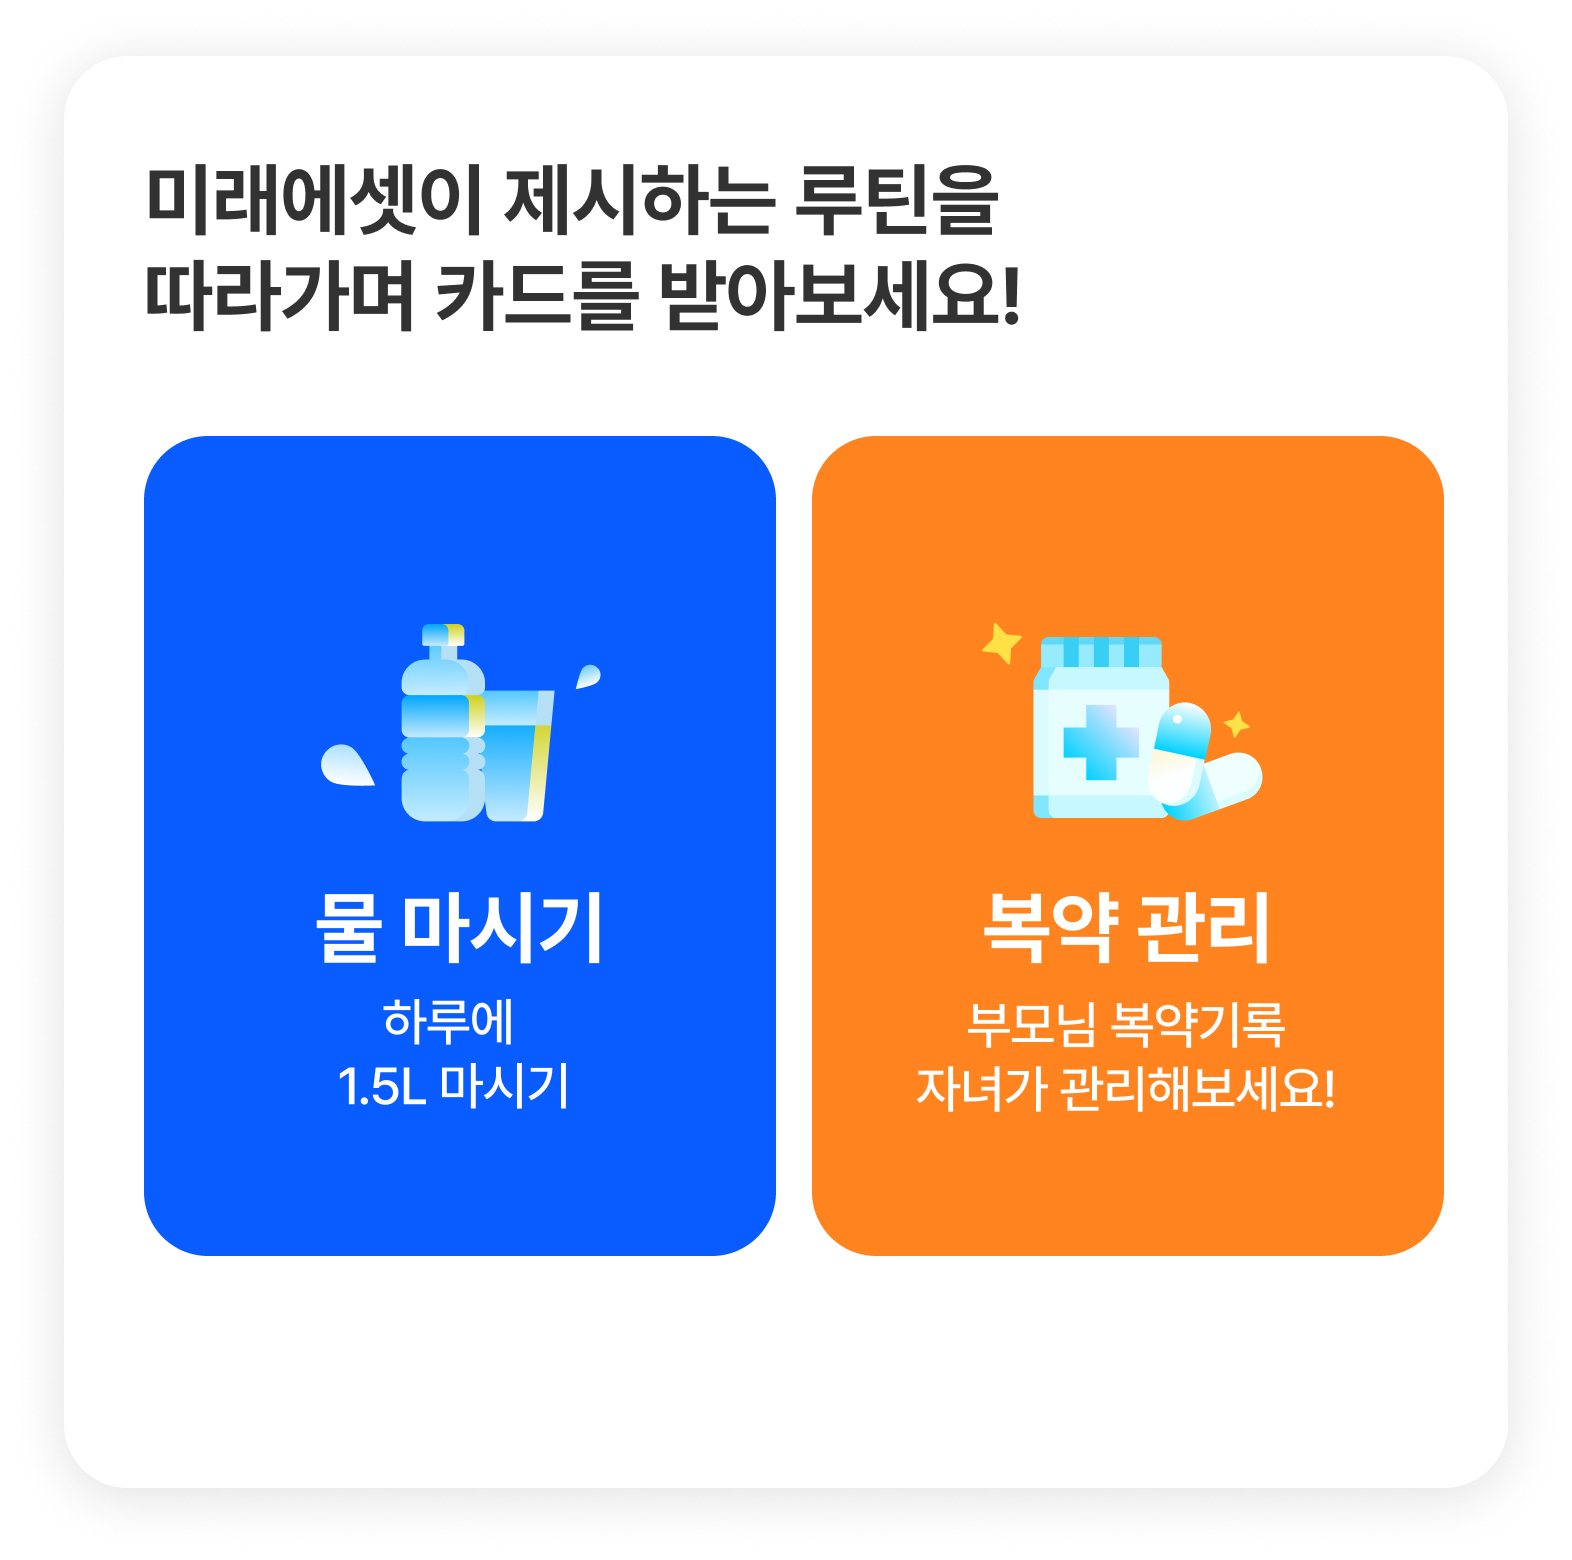 미래에셋이 제시하는 루틴을
따라가며 카드를 받아보세요!
물 마시기
하루에
1.5L 마시기
복약 관리
부모님 복약기록
자녀가 관리해보세요!